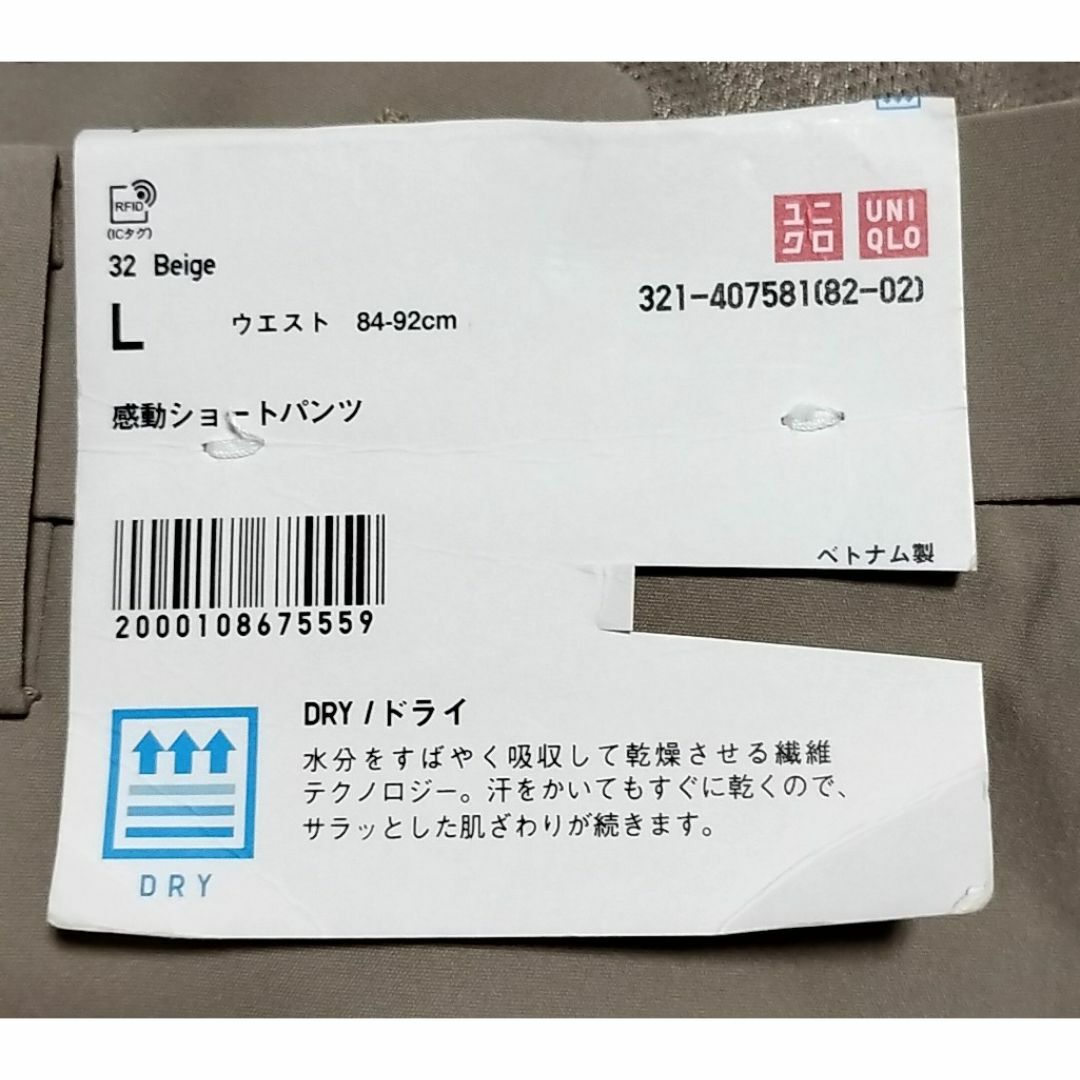 RFID
(ICタグ)
32 Beige
ユニ
クロ
UNI
QLO
321-407581(82-02)
L ウエスト 84-92cm
感動ショートパンツ
ベトナム製
2000108675559
DRY / ドライ
水分をすばやく吸収して乾燥させる繊維
テクノロジー。汗をかいてもすぐに乾くので、
サラッとした肌ざわりが続きます。
DRY